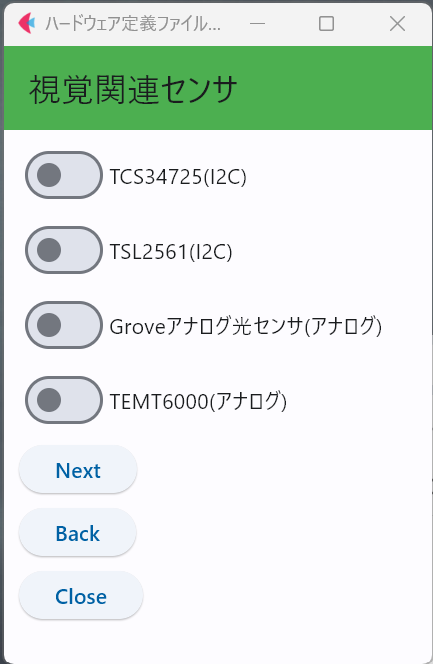 ハードウェア定義ファイル...
視覚関連センサ
TCS34725(I2C)
TSL2561(I2C)
Groveアナログ光センサ(アナログ)
TEMT6000(アナログ)
Next
Back
Close